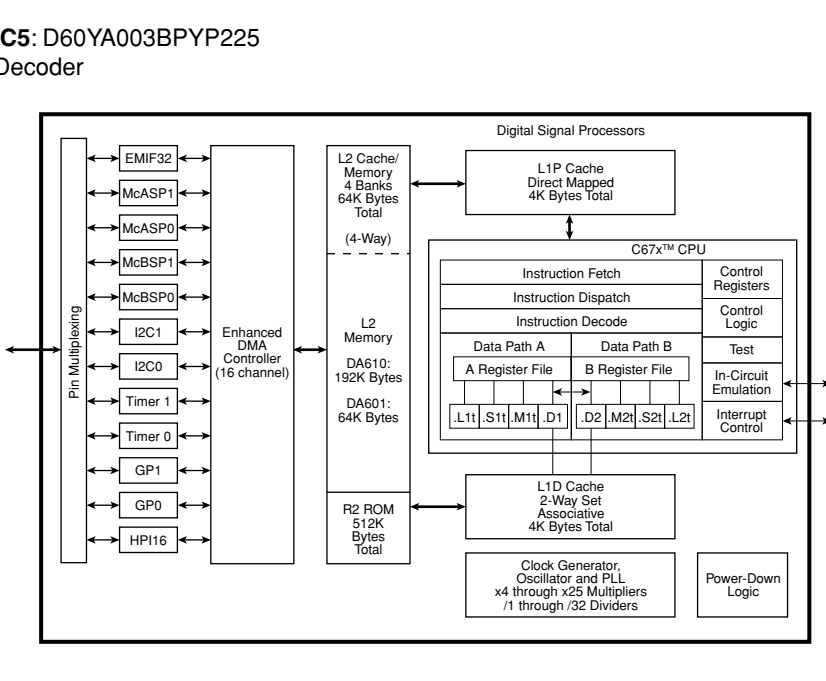 C5: D60YA003BPYP225
Decoder
Digital Signal Processors
Pin Multiplexing
EMIF32
McASP1
McASP0
McBSP1
McBSP0
I2C1
I2C0
Timer 1
Timer 0
GP1
GP0
HPI16
Enhanced
DMA
Controller
(16 channel)
L2 Cache/
Memory
4 Banks
64K Bytes
Total
(4-Way)
L2
Memory
DA610:
192K Bytes
DA601:
64K Bytes
R2 ROM
512K
Bytes
Total
L1P Cache
Direct Mapped
4K Bytes Total
C67x™ CPU
Instruction Fetch
Instruction Dispatch
Instruction Decode
Data Path A
Data Path B
A Register File
B Register File
.L1t .S1t .M1t .D1
.D2 .M2t .S2t .L2t
Control
Registers
Control
Logic
Test
In-Circuit
Emulation
Interrupt
Control
L1D Cache
2-Way Set
Associative
4K Bytes Total
Clock Generator,
Oscillator and PLL
x4 through x25 Multipliers
/1 through /32 Dividers
Power-Down
Logic